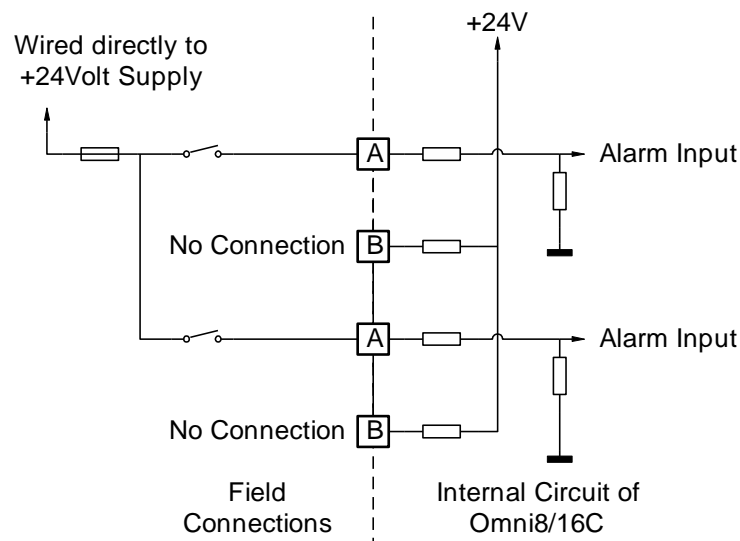 +24V
Wired directly to
+24Volt Supply
A
Alarm Input
No Connection
B
A
Alarm Input
No Connection
B
Field
Connections
Internal Circuit of
Omni8/16C